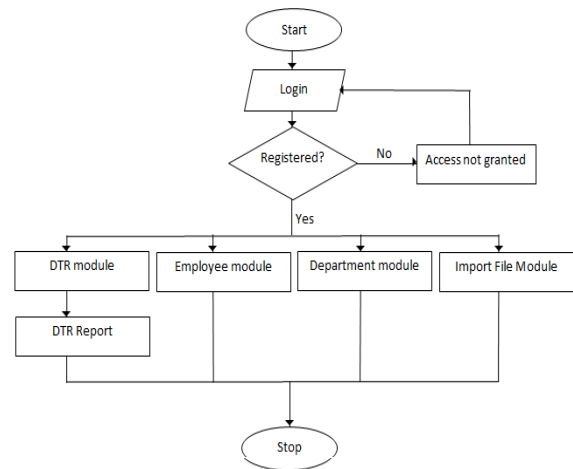 Start
Login
Registered?
No
Access not granted
Yes
DTR module
Employee module
Department module
Import File Module
DTR Report
Stop